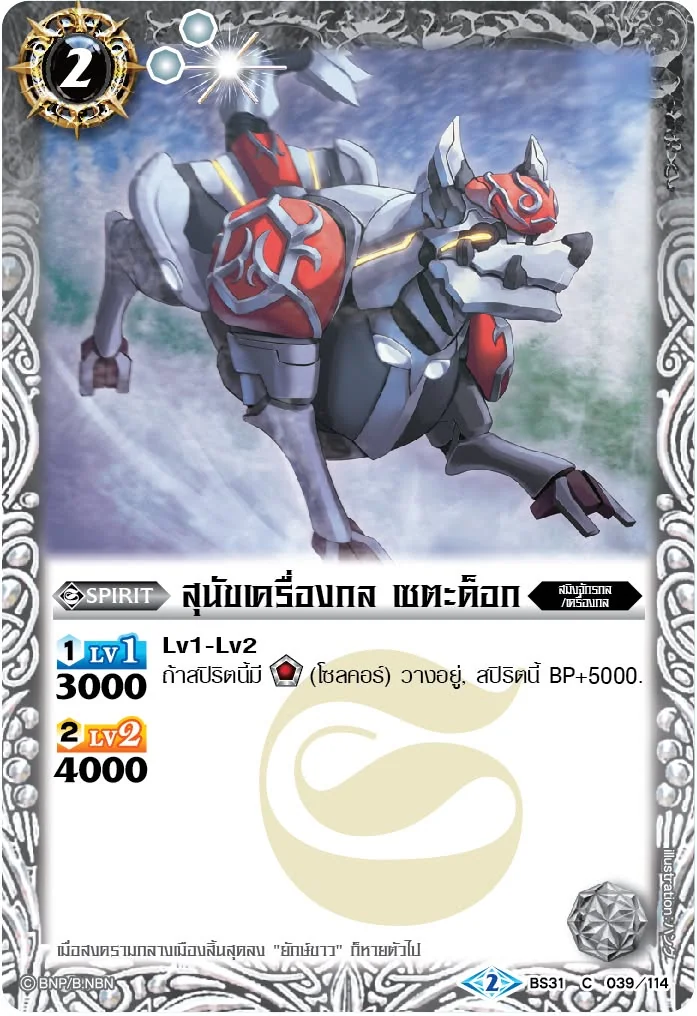 2
SPIRIT
สุนัขเครื่องกล เซตะด็อก
สมิงจักรกล
/เครื่องกล
1 LV1
3000
2 LV2
4000
Lv1-Lv2
ถ้าสปิริตนี้มี (โซลคอร์) วางอยู่, สปิริตนี้ BP+5000.
illustration:ハンダ
เมื่อสงครามกลางเมืองสิ้นสุดลง "ยักษ์ขาว" ก็หายตัวไป
©BNP/B.NBN
2 BS31 C 039/114